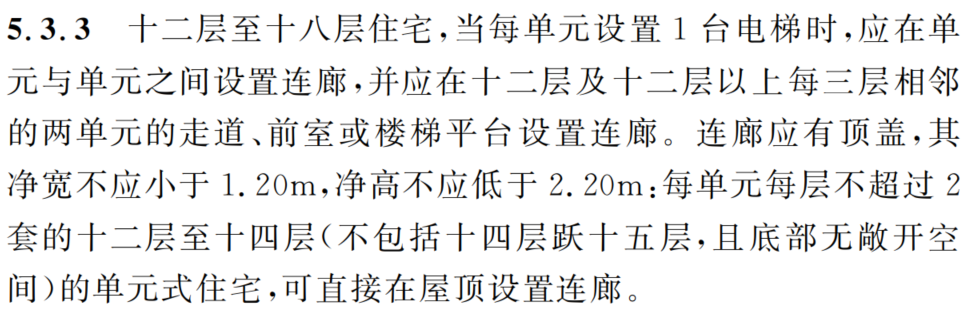 5.3.3 十二层至十八层住宅,当每单元设置1台电梯时,应在单
元与单元之间设置连廊,并应在十二层及十二层以上每三层相邻
的两单元的走道、前室或楼梯平台设置连廊。连廊应有顶盖,其
净宽不应小于1.20m,净高不应低于2.20m:每单元每层不超过2
套的十二层至十四层(不包括十四层跃十五层,且底部无敞开空
间)的单元式住宅,可直接在屋顶设置连廊。